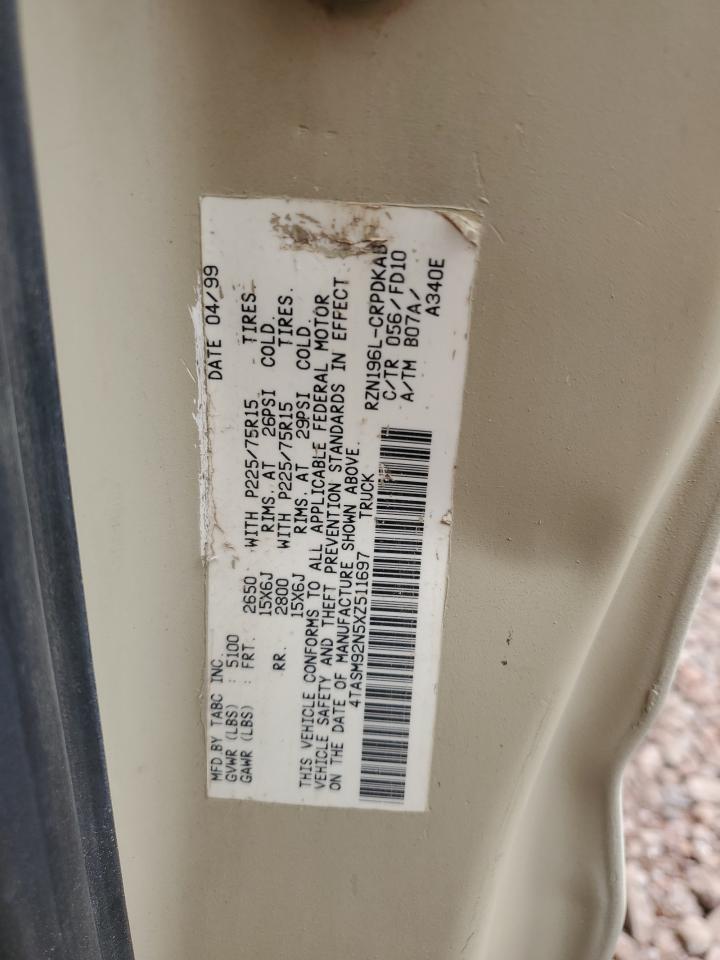 MFD.BY TABC INC. DATE 04/99
GVWR (LBS) : 5100
GAWR (LBS) : FRT. 2650 WITH P225/75R15 TIRES.
15X6J RIMS. AT 26PSI COLD.
RR. 2800 WITH P225/75R15 TIRES.
15X6J RIMS. AT 29PSI COLD.
THIS VEHICLE CONFORMS TO ALL APPLICABLE FEDERAL MOTOR
VEHICLE SAFETY AND THEFT PREVENTION STANDARDS IN EFFECT
ON THE DATE OF MANUFACTURE SHOWN ABOVE.
4TASM92N5XZ511697 TRUCK
RZN196L-CRPDKAB
C/TR 056/FD10
A/TM B07A/
A340E